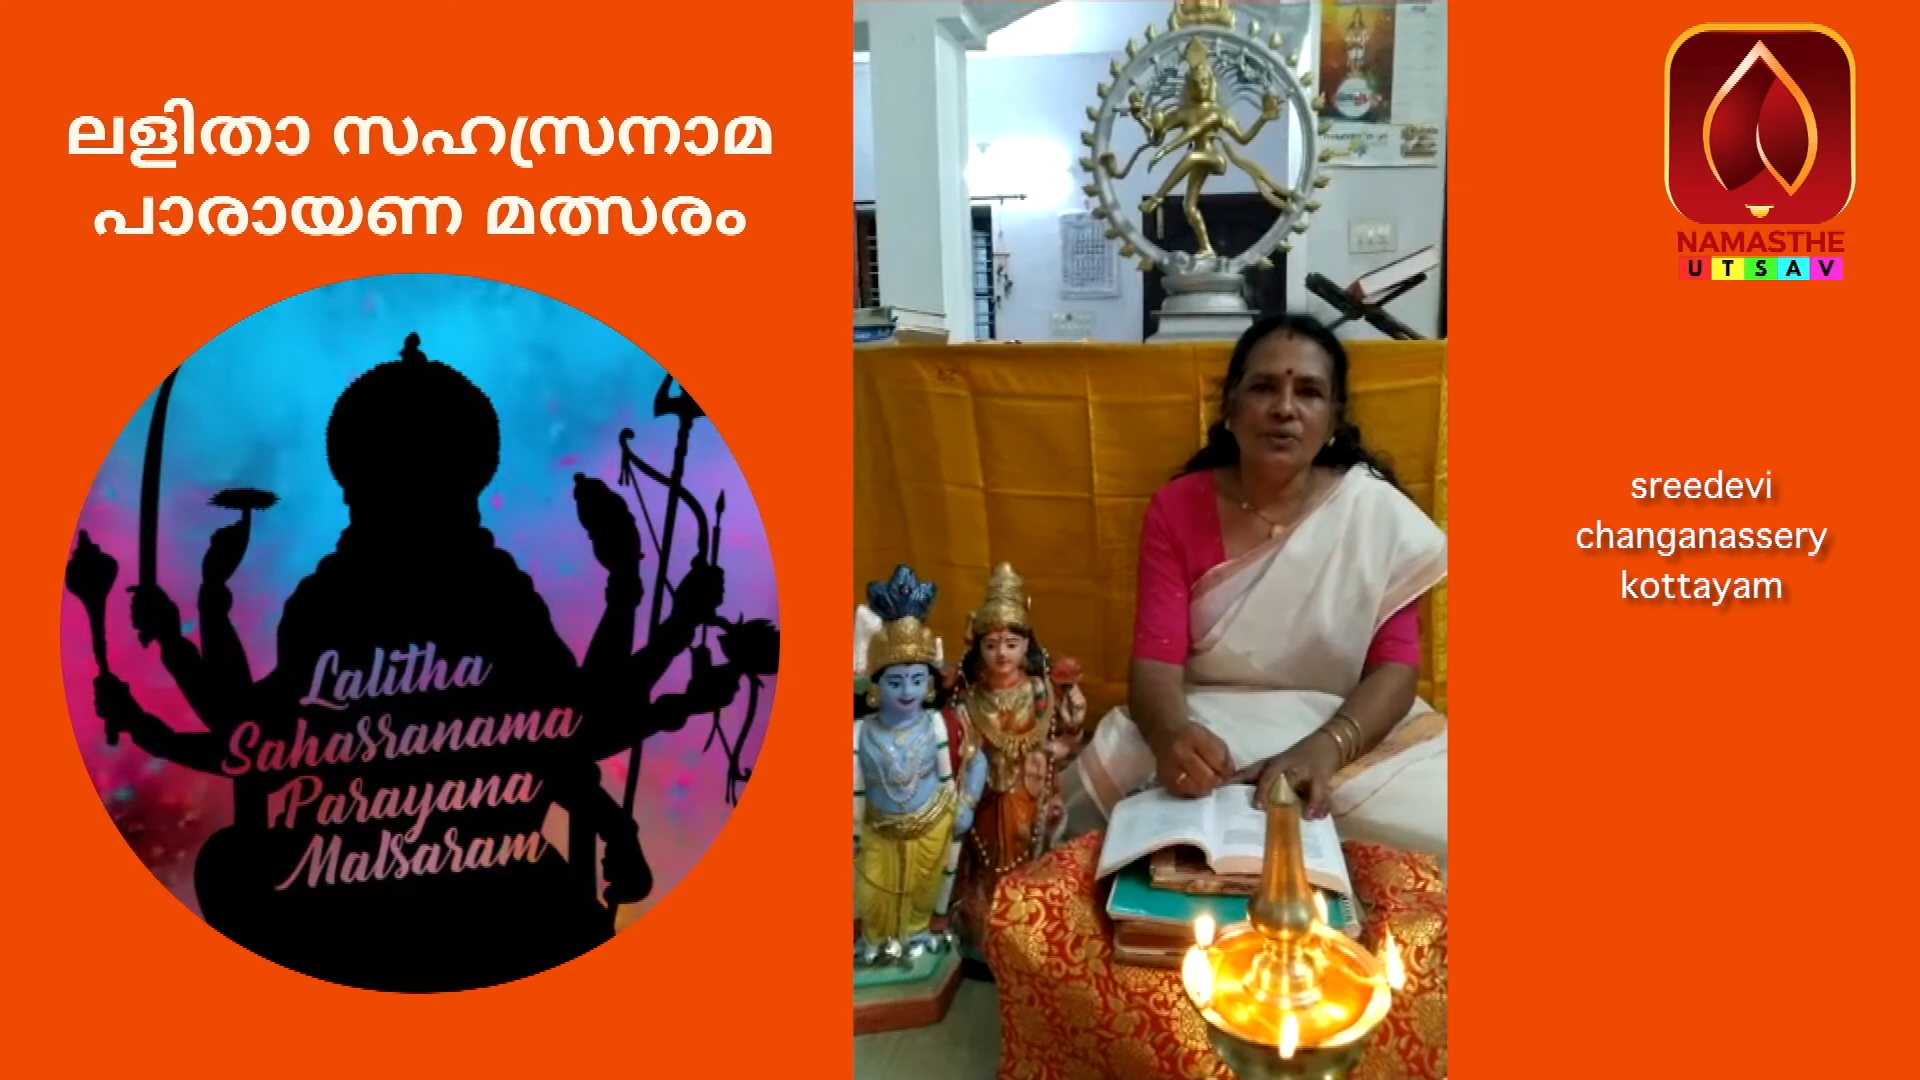 ലളിതാ സഹസ്രനാമ
പാരായണ മത്സരം
Lalitha
Sahasranama
Parayana
Malsaram
NAMASTHE
UTSAV
sreedevi
changanassery
kottayam